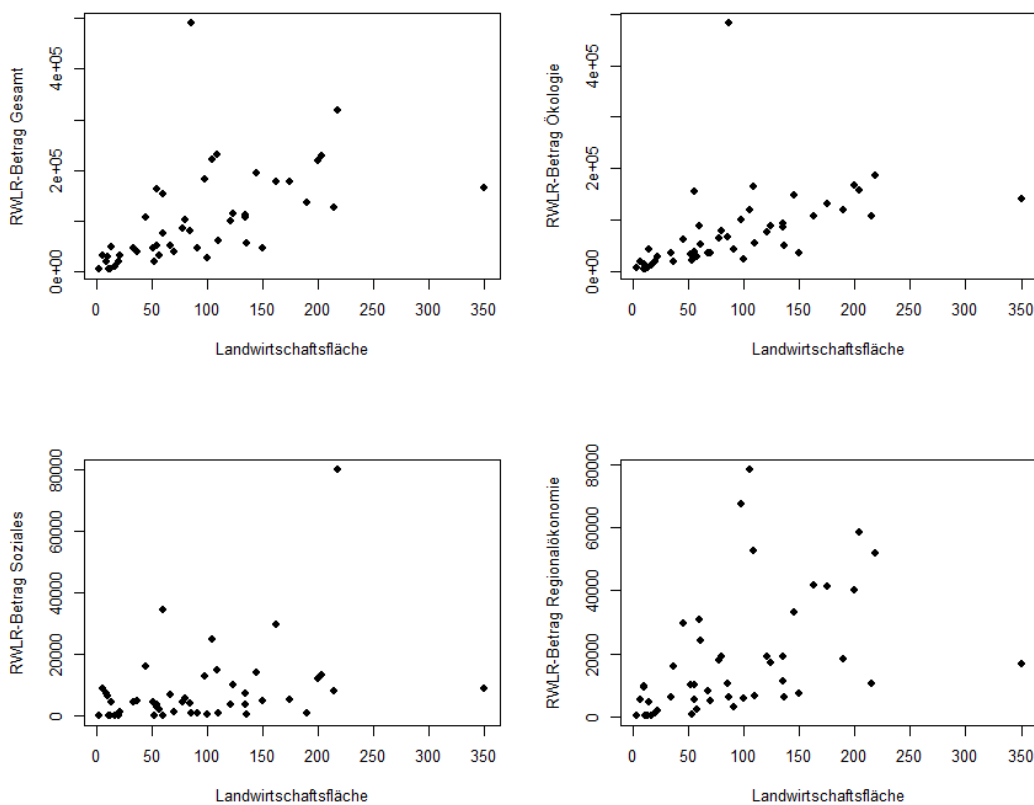 RWLR-Betrag Gesamt
0e+00 2e+05 4e+05
0 50 100 150 200 250 300 350
Landwirtschaftsfläche
RWLR-Betrag Ökologie
0e+00 2e+05 4e+05
0 50 100 150 200 250 300 350
Landwirtschaftsfläche
RWLR-Betrag Soziales
0 20000 40000 60000 80000
0 50 100 150 200 250 300 350
Landwirtschaftsfläche
RWLR-Betrag Regionalökonomie
0 20000 40000 60000 80000
0 50 100 150 200 250 300 350
Landwirtschaftsfläche